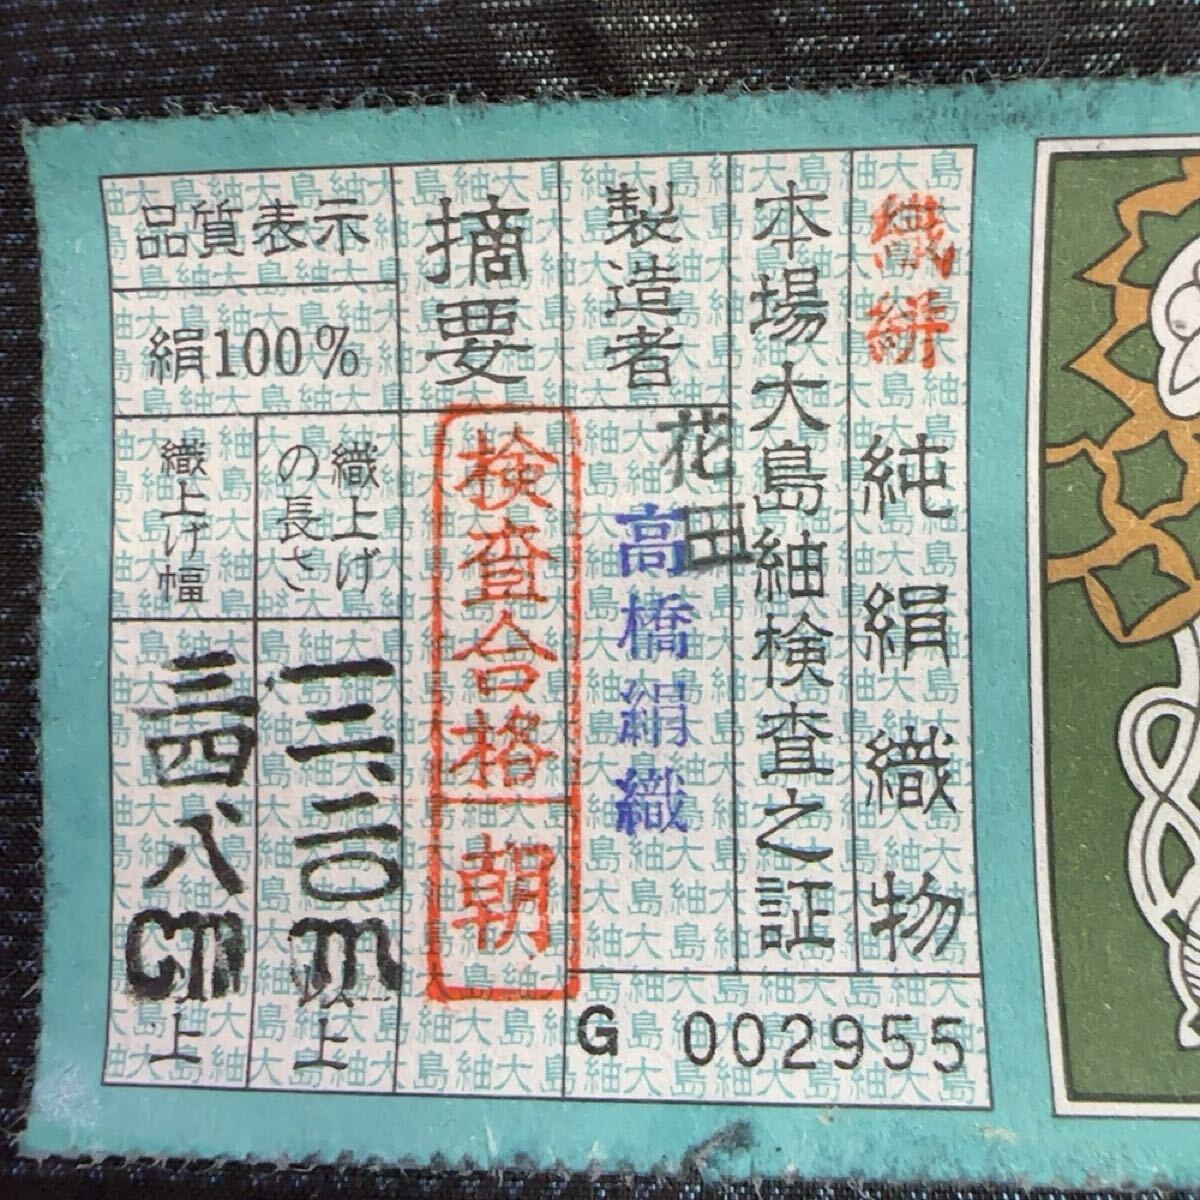 織絣 純絹織物
本場大島紬検査之証
製造者
花田
高橋絹織
摘要
検査合格 朝
品質表示
絹100%
織上げの長さ
一二、二〇m以上
織上げ幅
三四、八cm以上
G 002955